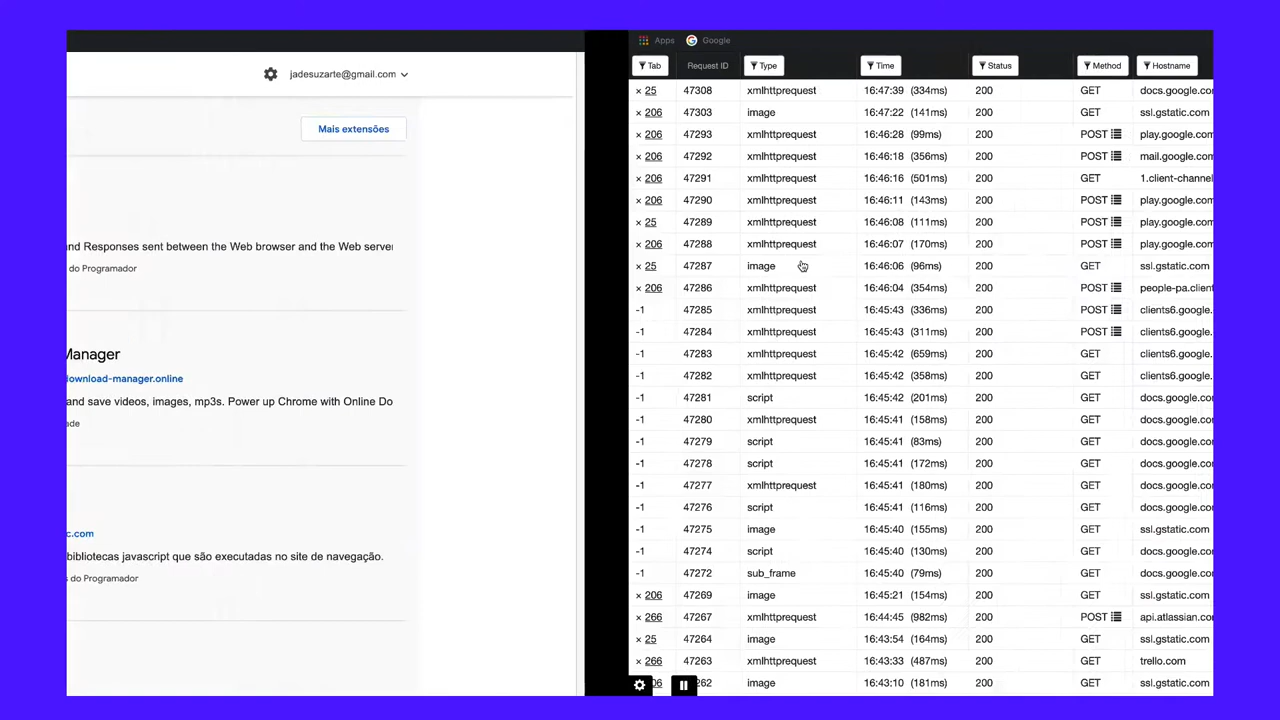 jadesuzarte@gmail.com
Mais extensões
and Responses sent between the Web browser and the Web server
do Programador
Manager
download-manager.online
and save videos, images, mp3s. Power up Chrome with Online Do
ade
c.com
bibliotecas javascript que são executadas no site de navegação.
s do Programador
Apps Google
Tab Request ID Type Time Status Method Hostname
× 25 47308 xmlhttprequest 16:47:39 (334ms) 200 GET docs.google.co
× 206 47303 image 16:47:22 (141ms) 200 GET ssl.gstatic.com
× 206 47293 xmlhttprequest 16:46:28 (99ms) 200 POST play.google.com
× 206 47292 xmlhttprequest 16:46:18 (356ms) 200 POST mail.google.com
× 206 47291 xmlhttprequest 16:46:16 (501ms) 200 GET 1.client-channel
× 206 47290 xmlhttprequest 16:46:11 (143ms) 200 POST play.google.com
× 25 47289 xmlhttprequest 16:46:08 (111ms) 200 POST play.google.com
× 206 47288 xmlhttprequest 16:46:07 (170ms) 200 POST play.google.com
× 25 47287 image 16:46:06 (96ms) 200 GET ssl.gstatic.com
× 206 47286 xmlhttprequest 16:46:04 (354ms) 200 POST people-pa.client
-1 47285 xmlhttprequest 16:45:43 (336ms) 200 POST clients6.google.
-1 47284 xmlhttprequest 16:45:43 (311ms) 200 POST clients6.google.
-1 47283 xmlhttprequest 16:45:42 (659ms) 200 GET clients6.google.
-1 47282 xmlhttprequest 16:45:42 (358ms) 200 GET clients6.google.
-1 47281 script 16:45:42 (201ms) 200 GET docs.google.co
-1 47280 xmlhttprequest 16:45:41 (158ms) 200 GET docs.google.co
-1 47279 script 16:45:41 (83ms) 200 GET docs.google.co
-1 47278 script 16:45:41 (172ms) 200 GET docs.google.co
-1 47277 xmlhttprequest 16:45:41 (180ms) 200 GET docs.google.co
-1 47276 script 16:45:41 (116ms) 200 GET docs.google.co
-1 47275 image 16:45:40 (155ms) 200 GET ssl.gstatic.com
-1 47274 script 16:45:40 (130ms) 200 GET docs.google.co
-1 47272 sub_frame 16:45:40 (79ms) 200 GET docs.google.co
× 206 47269 image 16:45:21 (154ms) 200 GET ssl.gstatic.com
× 266 47267 xmlhttprequest 16:44:45 (982ms) 200 POST api.atlassian.co
× 25 47264 image 16:43:54 (164ms) 200 GET ssl.gstatic.com
× 266 47263 xmlhttprequest 16:43:33 (487ms) 200 GET trello.com
06 262 image 16:43:10 (181ms) 200 GET ssl.gstatic.com